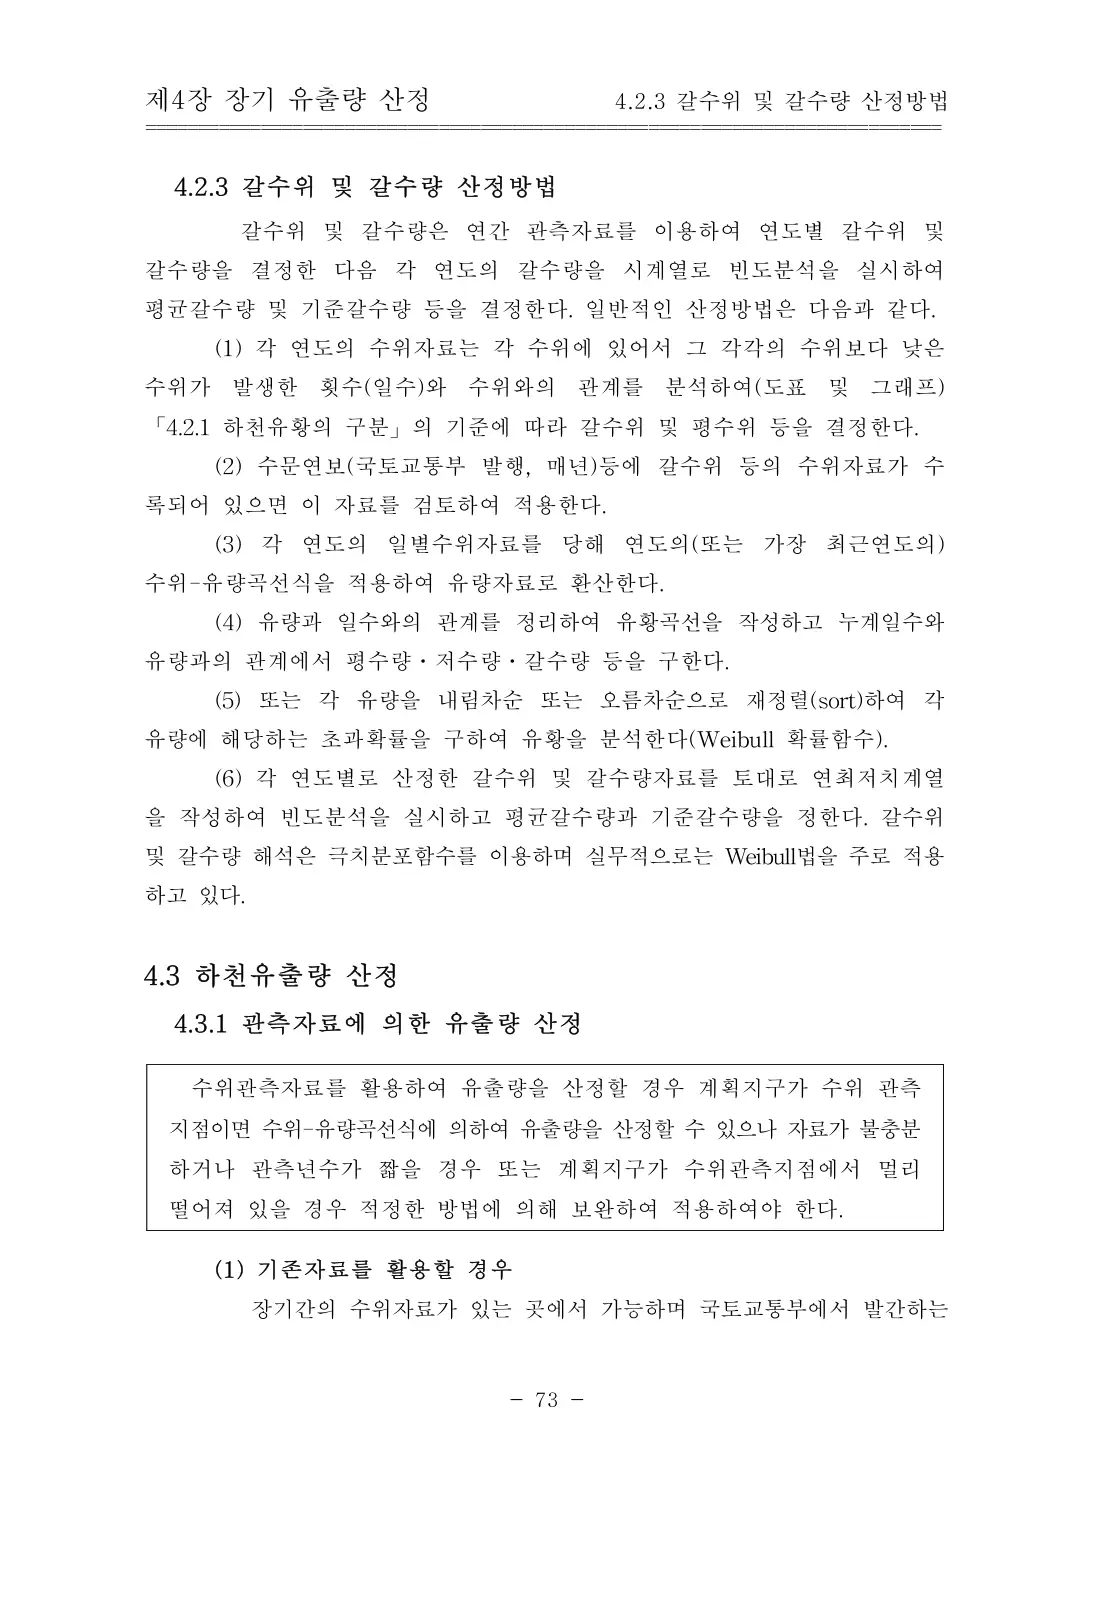 제4장 장기 유출량 산정 4.2.3 갈수위 및 갈수량 산정방법
4.2.3 갈수위 및 갈수량 산정방법
갈수위 및 갈수량은 연간 관측자료를 이용하여 연도별 갈수위 및
갈수량을 결정한 다음 각 연도의 갈수량을 시계열로 빈도분석을 실시하여
평균갈수량 및 기준갈수량 등을 결정한다. 일반적인 산정방법은 다음과 같다.
(1) 각 연도의 수위자료는 각 수위에 있어서 그 각각의 수위보다 낮은
수위가 발생한 횟수(일수)와 수위와의 관계를 분석하여(도표 및 그래프)
「4.2.1 하천유황의 구분」의 기준에 따라 갈수위 및 평수위 등을 결정한다.
(2) 수문연보(국토교통부 발행, 매년)등에 갈수위 등의 수위자료가 수
록되어 있으면 이 자료를 검토하여 적용한다.
(3) 각 연도의 일별수위자료를 당해 연도의(또는 가장 최근연도의)
수위-유량곡선식을 적용하여 유량자료로 환산한다.
(4) 유량과 일수와의 관계를 정리하여 유황곡선을 작성하고 누계일수와
유량과의 관계에서 평수량·저수량·갈수량 등을 구한다.
(5) 또는 각 유량을 내림차순 또는 오름차순으로 재정렬(sort)하여 각
유량에 해당하는 초과확률을 구하여 유황을 분석한다(Weibull 확률함수).
(6) 각 연도별로 산정한 갈수위 및 갈수량자료를 토대로 연최저치계열
을 작성하여 빈도분석을 실시하고 평균갈수량과 기준갈수량을 정한다. 갈수위
및 갈수량 해석은 극치분포함수를 이용하며 실무적으로는 Weibull법을 주로 적용
하고 있다.
4.3 하천유출량 산정
4.3.1 관측자료에 의한 유출량 산정
수위관측자료를 활용하여 유출량을 산정할 경우 계획지구가 수위 관측
지점이면 수위-유량곡선식에 의하여 유출량을 산정할 수 있으나 자료가 불충분
하거나 관측년수가 짧을 경우 또는 계획지구가 수위관측지점에서 멀리
떨어져 있을 경우 적정한 방법에 의해 보완하여 적용하여야 한다.
(1) 기존자료를 활용할 경우
장기간의 수위자료가 있는 곳에서 가능하며 국토교통부에서 발간하는
- 73 -